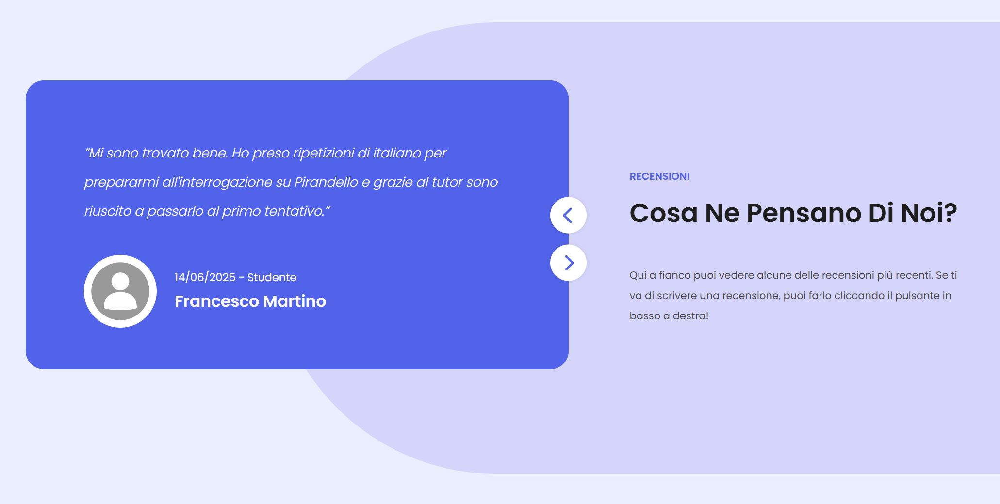 “Mi sono trovato bene. Ho preso ripetizioni di italiano per
prepararmi all'interrogazione su Pirandello e grazie al tutor sono
riuscito a passarlo al primo tentativo.”
14/06/2025 - Studente
Francesco Martino
RECENSIONI
Cosa Ne Pensano Di Noi?
Qui a fianco puoi vedere alcune delle recensioni più recenti. Se ti
va di scrivere una recensione, puoi farlo cliccando il pulsante in
basso a destra!